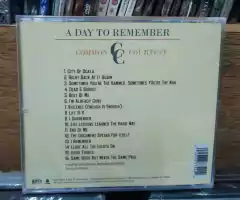 A DAY TO REMEMBER
COMMON COURTESY
1. CITY OF OCALA
2. RIGHT BACK AT IT AGAIN
3. SOMETIMES YOU'RE THE HAMMER, SOMETIMES YOU'RE THE NAIL
4. DEAD & BURIED
5. BEST OF ME
6. I'M ALREADY GONE
7. VIOLENCE (ENOUGH IS ENOUGH)
8. LIFE @ 11
9. I SURRENDER
10. LIFE LESSONS LEARNED THE HARD WAY
11. END OF ME
12. THE DOCUMENT SPEAKS FOR ITSELF
13. I REMEMBER
14. LEAVE ALL THE LIGHTS ON
15. GOOD THINGS
16. SAME BOOK BUT NEVER THE SAME PAGE